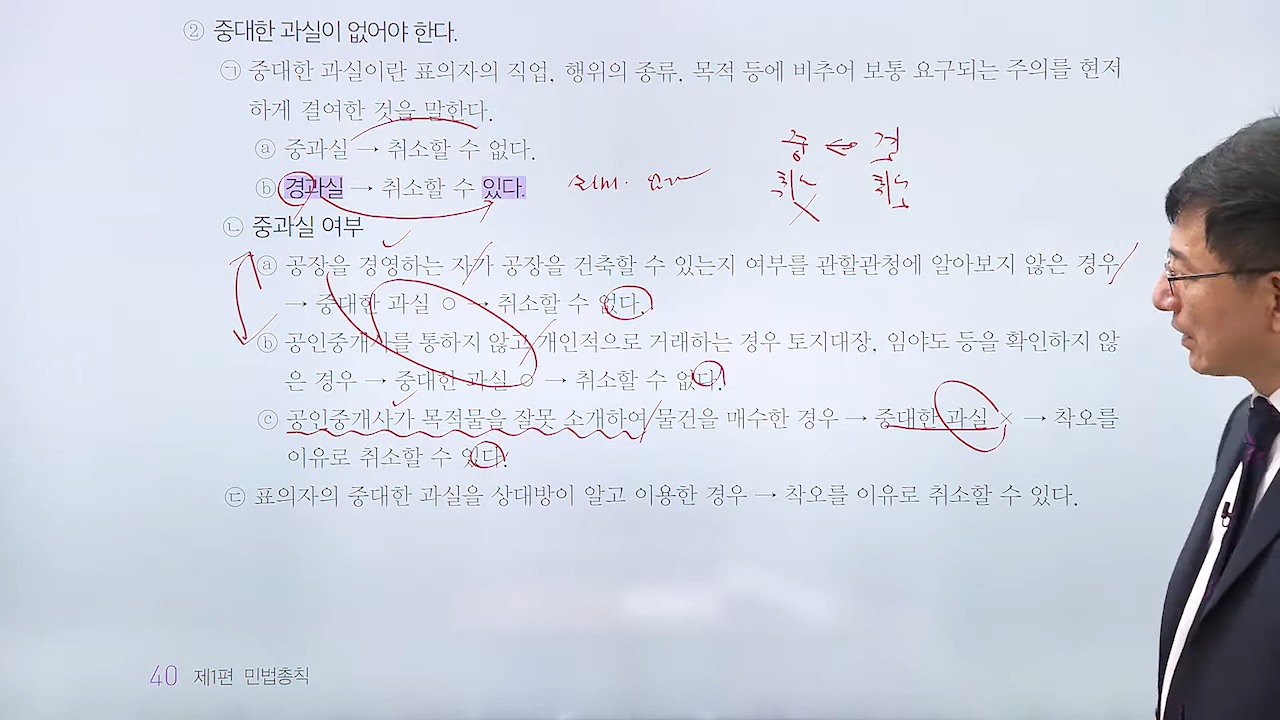 ② 중대한 과실이 없어야 한다.
㉠ 중대한 과실이란 표의자의 직업, 행위의 종류, 목적 등에 비추어 보통 요구되는 주의를 현저
하게 결여한 것을 말한다.
ⓐ 중과실 → 취소할 수 없다.
중 ↔ 경
ⓑ 경과실 → 취소할 수 있다.
취소 취소
㉡ 중과실 여부
ⓐ 공장을 경영하는 자가 공장을 건축할 수 있는지 여부를 관할관청에 알아보지 않은 경우
→ 중대한 과실 ○ → 취소할 수 없다.
ⓑ 공인중개사를 통하지 않고 개인적으로 거래하는 경우 토지대장, 임야도 등을 확인하지 않
은 경우 → 중대한 과실 ○ → 취소할 수 없다.
ⓒ 공인중개사가 목적물을 잘못 소개하여 물건을 매수한 경우 → 중대한 과실 × → 착오를
이유로 취소할 수 있다.
㉢ 표의자의 중대한 과실을 상대방이 알고 이용한 경우 → 착오를 이유로 취소할 수 있다.
40 제1편 민법총칙